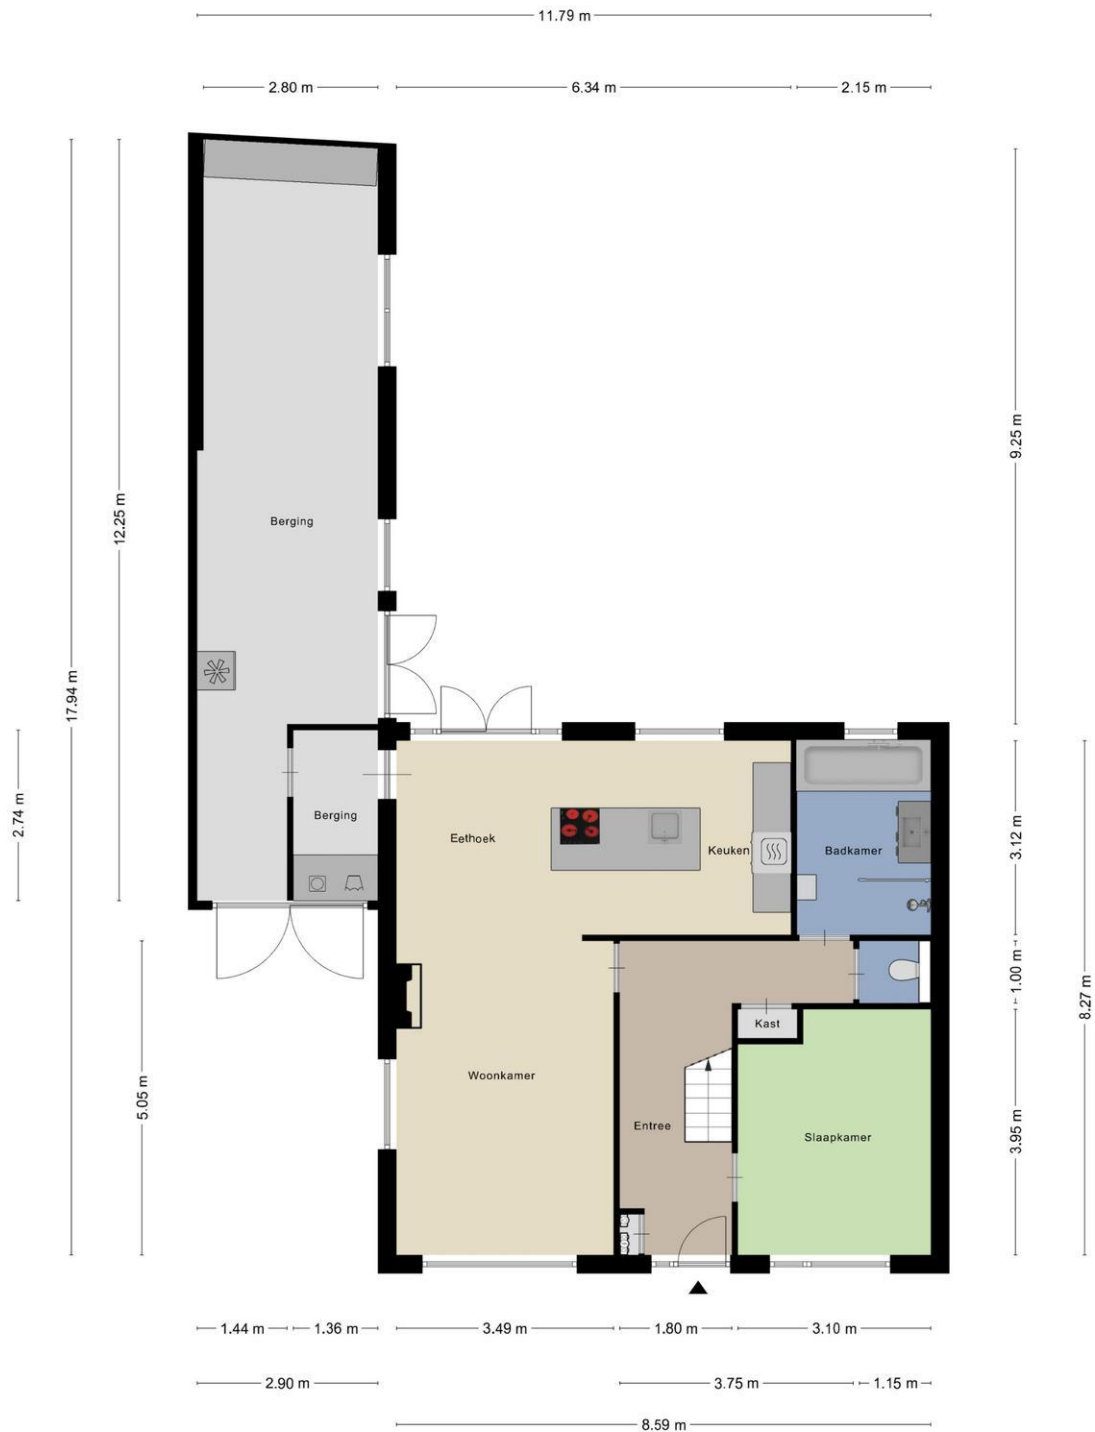 11.79 m
2.80 m
6.34 m
2.15 m
9.25 m
12.25 m
Berging
17.94 m
2.74 m
Berging
Eethoek
Keuken
Badkamer
3.12 m
1.00 m
8.27 m
Kast
5.05 m
Woonkamer
Entree
Slaapkamer
3.95 m
1.44 m
1.36 m
3.49 m
1.80 m
3.10 m
2.90 m
3.75 m
1.15 m
8.59 m